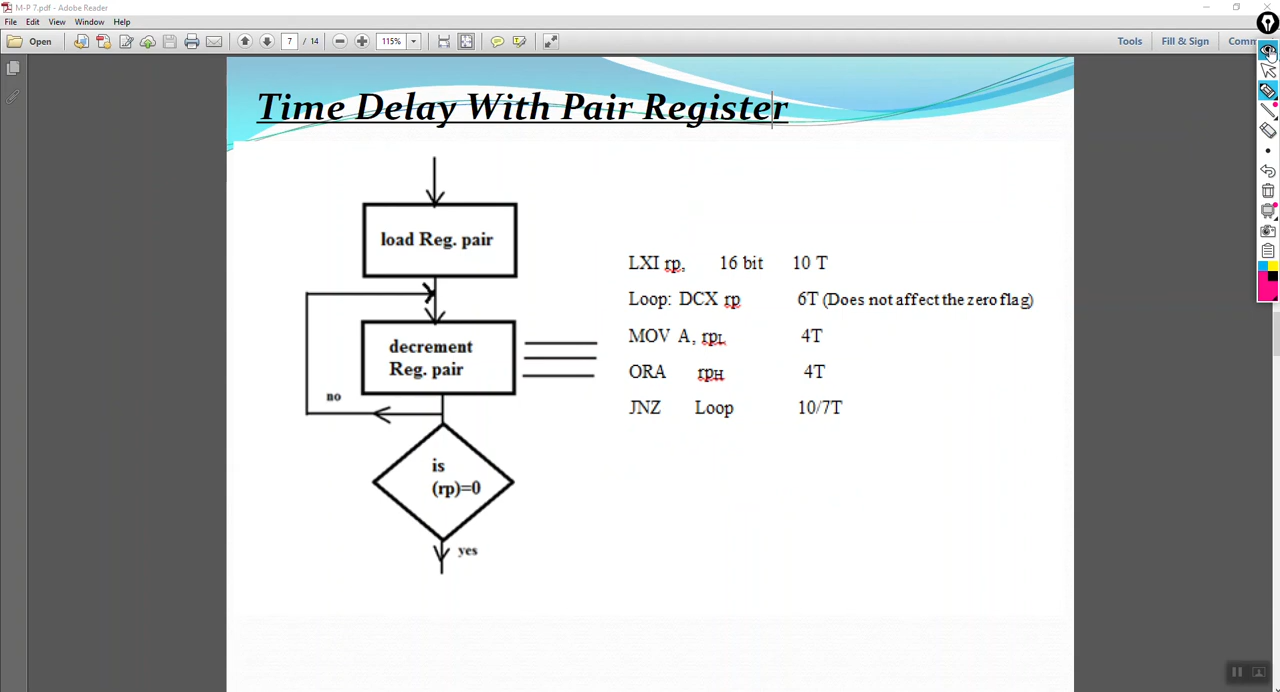 M-P 7.pdf - Adobe Reader
File Edit View Window Help
Open 7 / 14 115% Tools Fill & Sign
Time Delay With Pair Register
load Reg. pair
decrement
Reg. pair
no
is
(rp)=0
yes
LXI rp, 16 bit 10 T
Loop: DCX rp 6T (Does not affect the zero flag)
MOV A, rpL 4T
ORA rpH 4T
JNZ Loop 10/7T